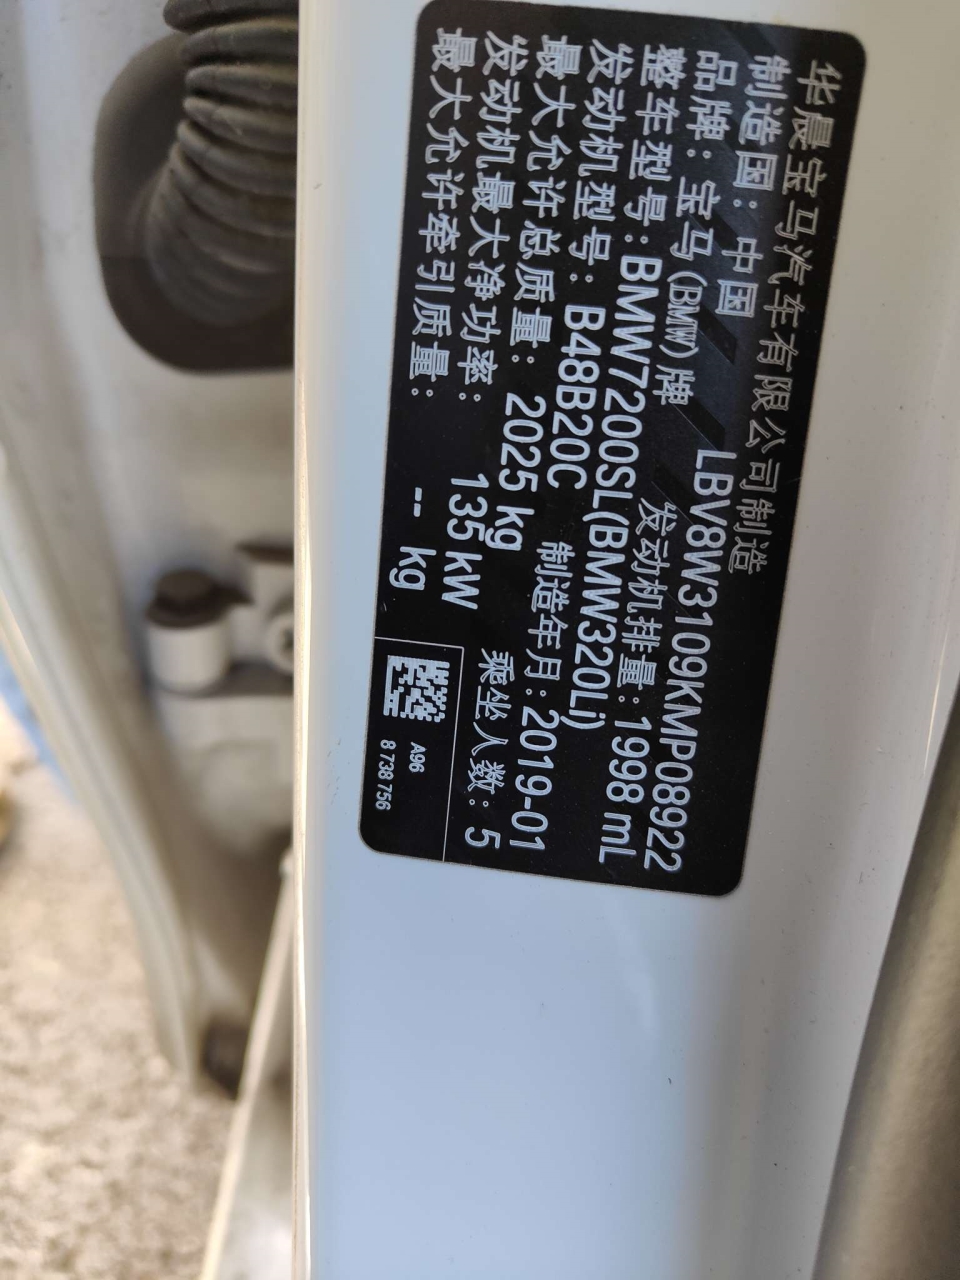 华晨宝马汽车有限公司制造
制造国：中国 LBV8W3109KMP08922
品牌：宝马(BMW)牌 发动机排量：1998 mL
整车型号：BMW7200SL(BMW320Li)
发动机型号：B48B20C 制造年月：2019-01
最大允许总质量：2025 kg 乘坐人数：5
发动机最大净功率：135 kW
最大允许牵引质量：-- kg
A96
8 738 756